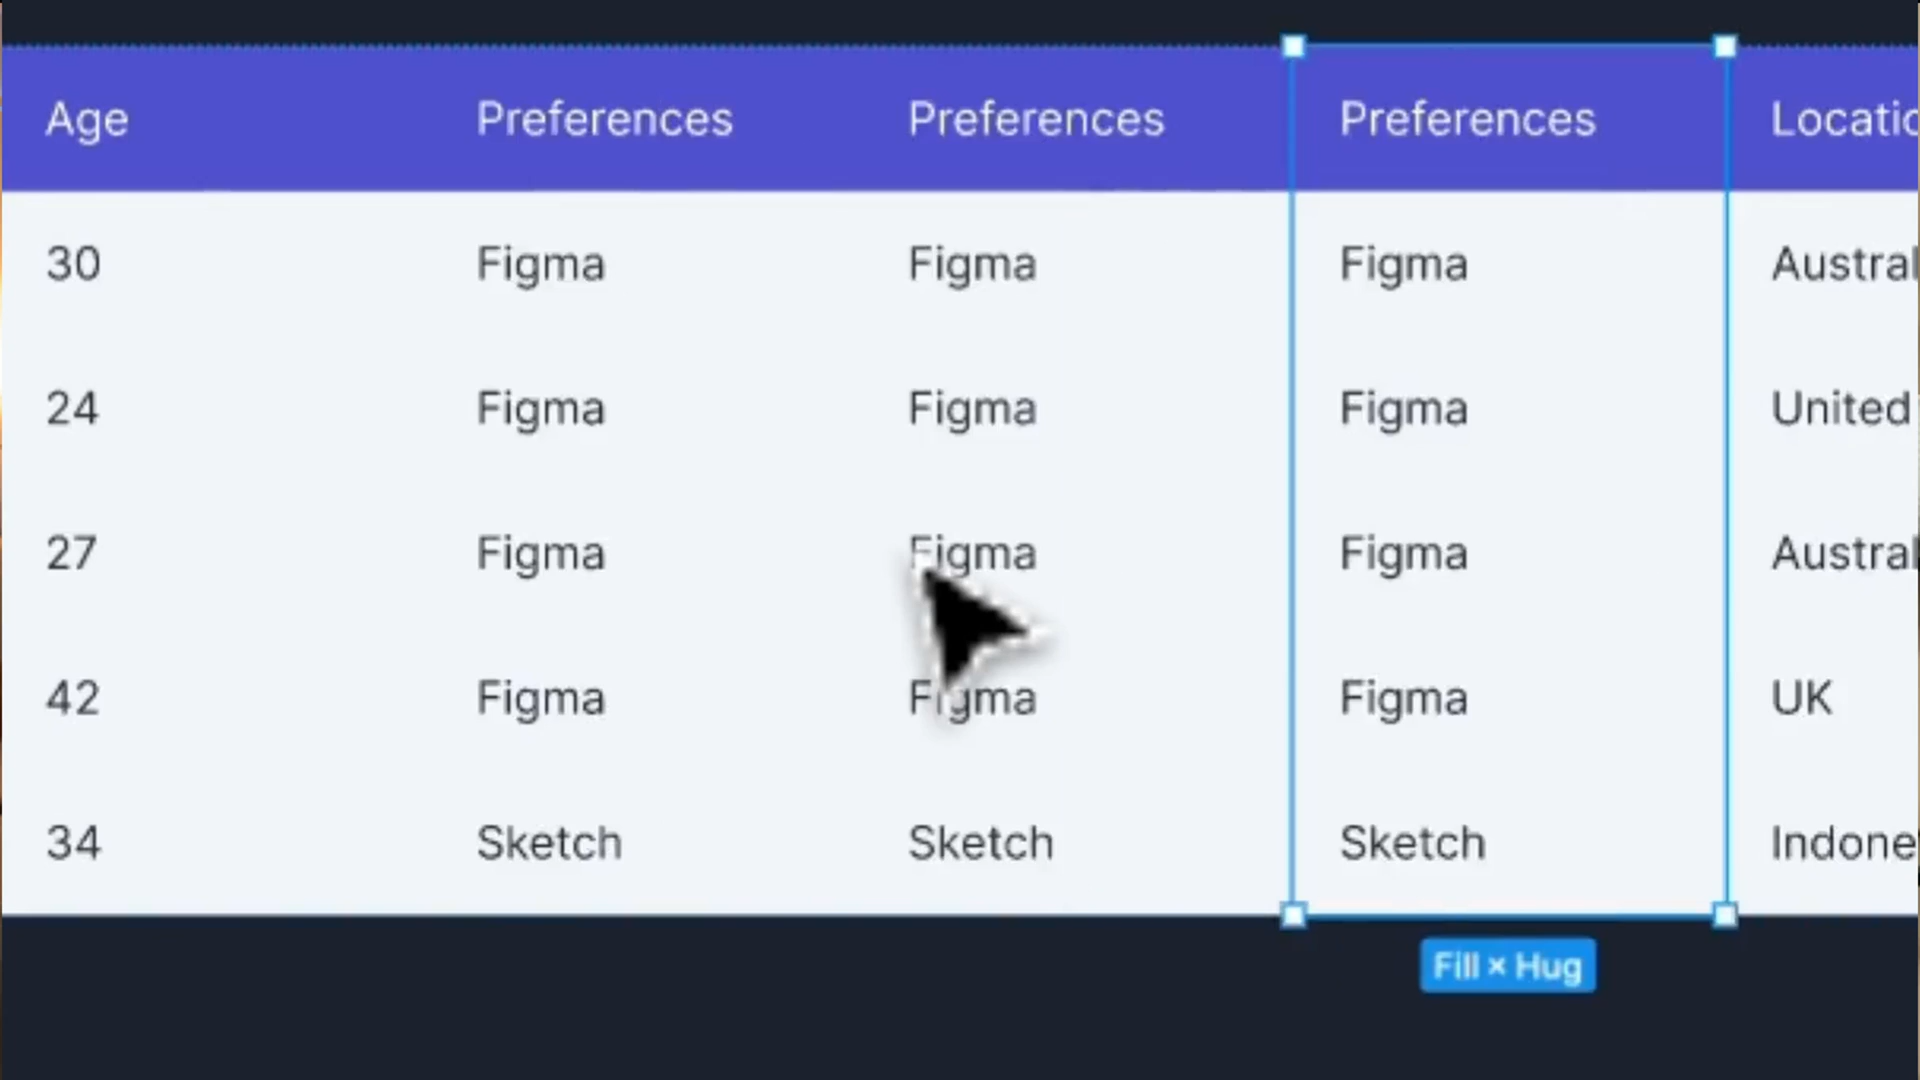 Age Preferences Preferences Preferences
30 Figma Figma Figma
24 Figma Figma Figma United
27 Figma Figma Figma
42 Figma Figma Figma UK
34 Sketch Sketch Sketch
Fill × Hug